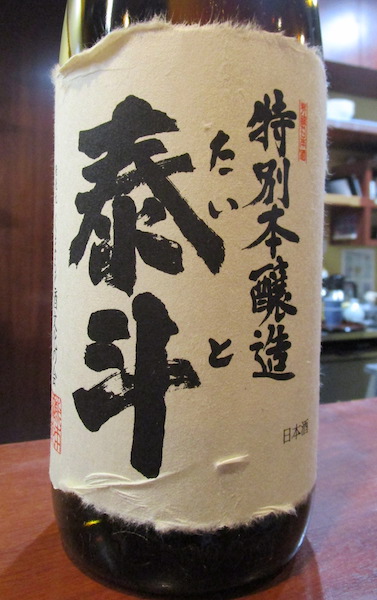 特別本醸造
たいと
泰斗
日本酒